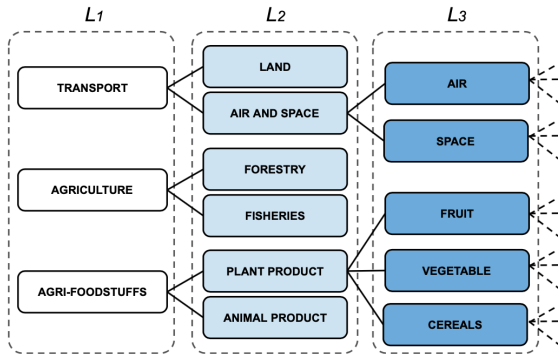 L1 L2 L3
TRANSPORT
AGRICULTURE
AGRI-FOODSTUFFS
LAND
AIR AND SPACE
FORESTRY
FISHERIES
PLANT PRODUCT
ANIMAL PRODUCT
AIR
SPACE
FRUIT
VEGETABLE
CEREALS